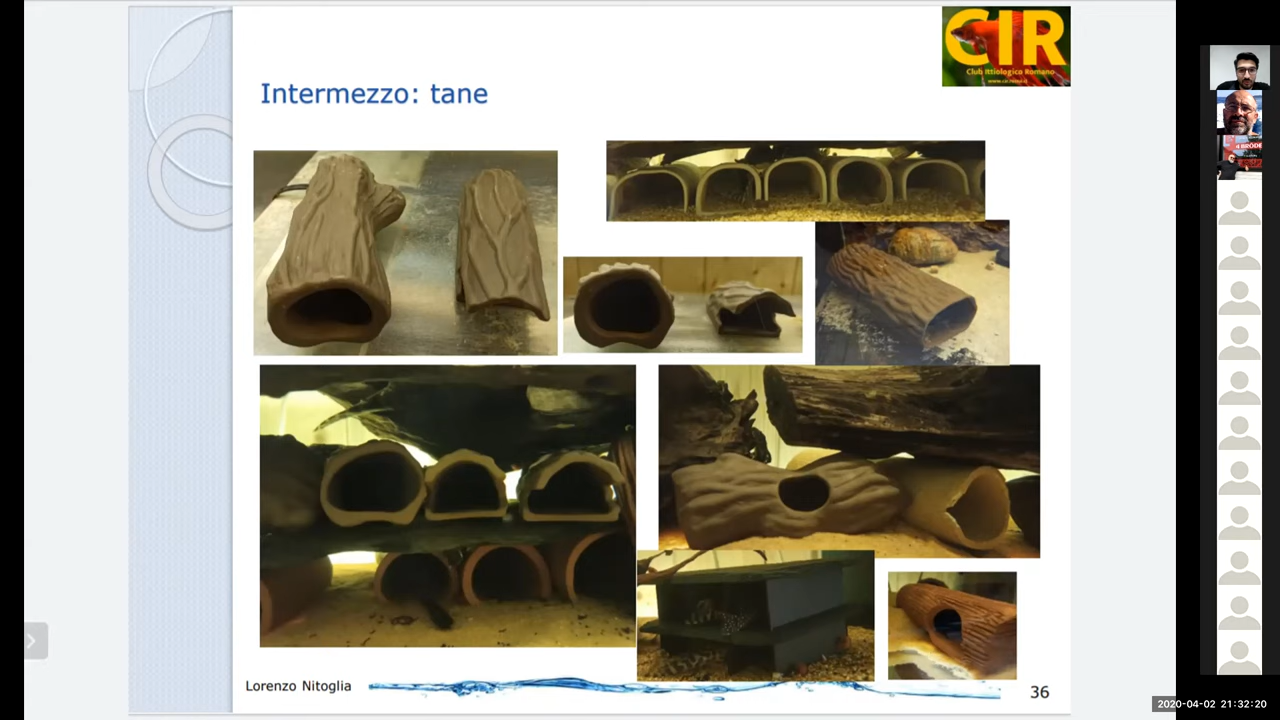 CIR
Club Ittiologico Romano
Intermezzo: tane
Lorenzo Nitoglia
36
2020-04-02 21:32:20